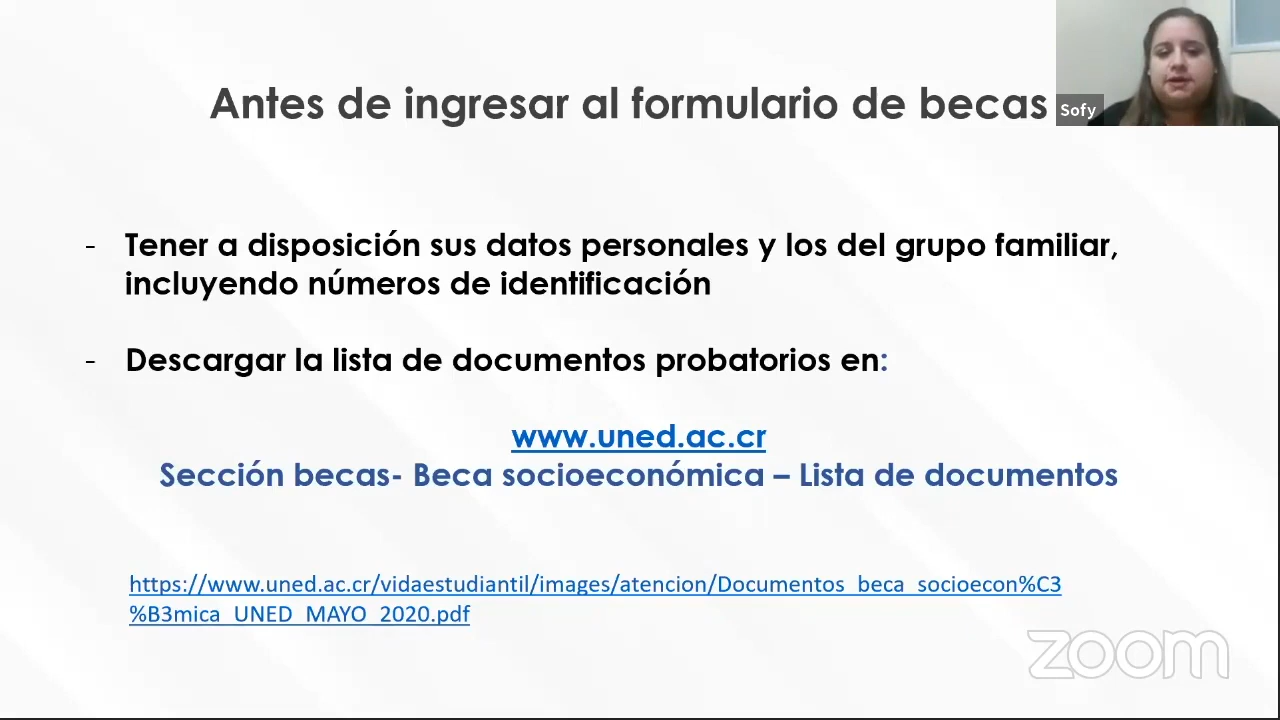 Antes de ingresar al formulario de becas
Sofy
- Tener a disposición sus datos personales y los del grupo familiar,
incluyendo números de identificación
- Descargar la lista de documentos probatorios en:
www.uned.ac.cr
Sección becas- Beca socioeconómica – Lista de documentos
https://www.uned.ac.cr/vidaestudiantil/images/atencion/Documentos_beca_socioecon%C3
%B3mica_UNED_MAYO_2020.pdf
zoom